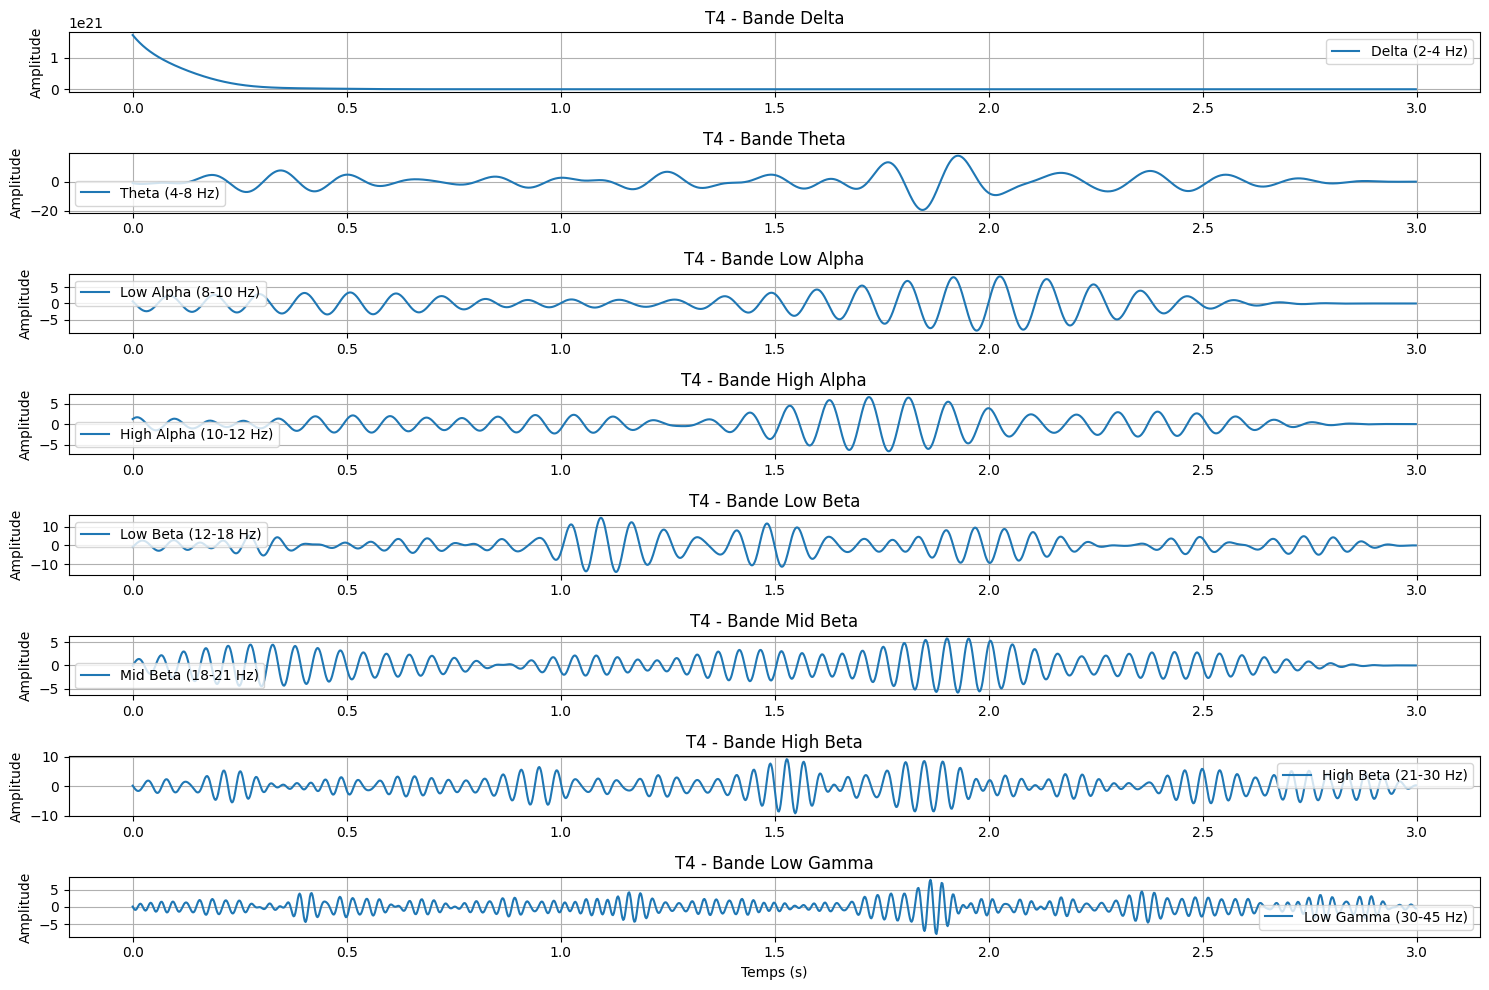 T4 - Bande Delta
1e21
Amplitude
1
0
Delta (2-4 Hz)
0.0 0.5 1.0 1.5 2.0 2.5 3.0
T4 - Bande Theta
Amplitude
0
−20
Theta (4-8 Hz)
0.0 0.5 1.0 1.5 2.0 2.5 3.0
T4 - Bande Low Alpha
Amplitude
5
0
−5
Low Alpha (8-10 Hz)
0.0 0.5 1.0 1.5 2.0 2.5 3.0
T4 - Bande High Alpha
Amplitude
5
0
−5
High Alpha (10-12 Hz)
0.0 0.5 1.0 1.5 2.0 2.5 3.0
T4 - Bande Low Beta
Amplitude
10
0
−10
Low Beta (12-18 Hz)
0.0 0.5 1.0 1.5 2.0 2.5 3.0
T4 - Bande Mid Beta
Amplitude
5
0
−5
Mid Beta (18-21 Hz)
0.0 0.5 1.0 1.5 2.0 2.5 3.0
T4 - Bande High Beta
Amplitude
10
0
−10
High Beta (21-30 Hz)
0.0 0.5 1.0 1.5 2.0 2.5 3.0
T4 - Bande Low Gamma
Amplitude
5
0
−5
Low Gamma (30-45 Hz)
0.0 0.5 1.0 1.5 2.0 2.5 3.0
Temps (s)